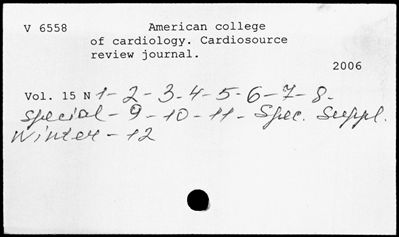 V 6558 American college
of cardiology. Cardiosource
review journal.
2006
Vol. 15 N 1-2-3-4-5-6-7-8-
special-9-10-11-Spec. Suppl.
Winter-12